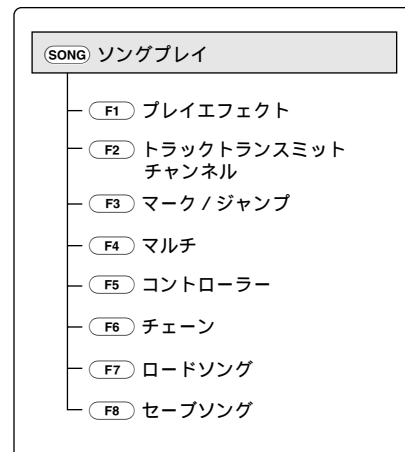 SONG ソングプレイ
F1 プレイエフェクト
F2 トラックトランスミット
チャンネル
F3 マーク / ジャンプ
F4 マルチ
F5 コントローラー
F6 チェーン
F7 ロードソング
F8 セーブソング